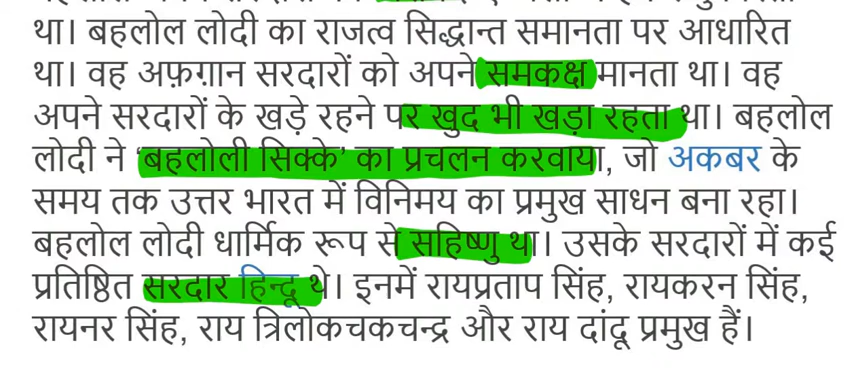 था। बहलोल लोदी का राजत्व सिद्धान्त समानता पर आधारित
था। वह अफ़ग़ान सरदारों को अपने समकक्ष मानता था। वह
अपने सरदारों के खड़े रहने पर खुद भी खड़ा रहता था। बहलोल
लोदी ने 'बहलोली सिक्के' का प्रचलन करवाया, जो अकबर के
समय तक उत्तर भारत में विनिमय का प्रमुख साधन बना रहा।
बहलोल लोदी धार्मिक रूप से सहिष्णु था। उसके सरदारों में कई
प्रतिष्ठित सरदार हिन्दू थे। इनमें रायप्रताप सिंह, रायकरन सिंह,
रायनर सिंह, राय त्रिलोकचकचन्द्र और राय दांदू प्रमुख हैं।